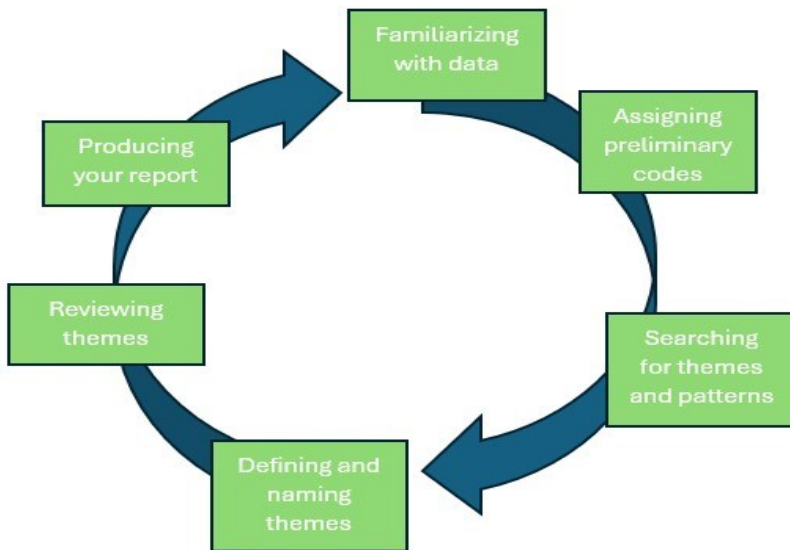 Familiarizing
with data
Assigning
preliminary
codes
Searching
for themes
and patterns
Defining and
naming
themes
Reviewing
themes
Producing
your report